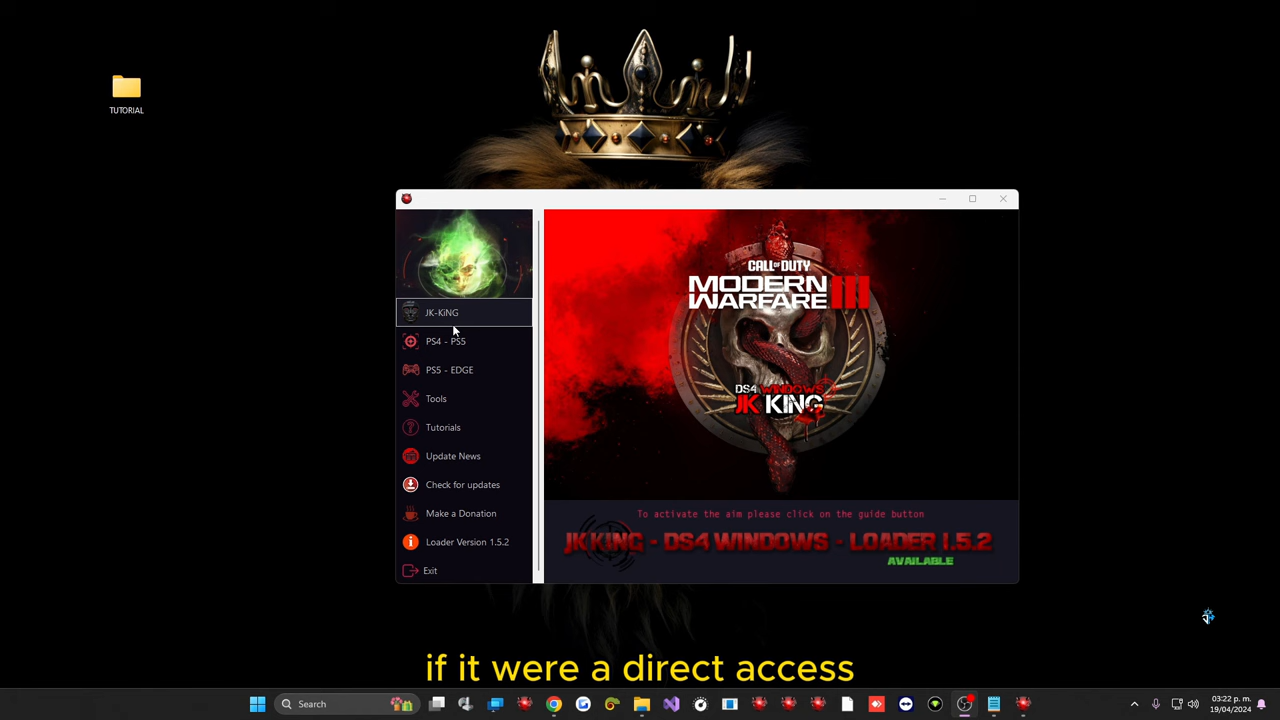 TUTORIAL
JK-KiNG
PS4 - PS5
PS5 - EDGE
Tools
Tutorials
Update News
Check for updates
Make a Donation
Loader Version 1.5.2
Exit
CALL OF DUTY
MODERN
WARFARE III
DS4 WINDOWS
JK KING
To activate the aim please click on the guide button
JKKING - DS4 WINDOWS - LOADER 1.5.2
AVAILABLE
if it were a direct access
Search
03:22 p. m.
19/04/2024